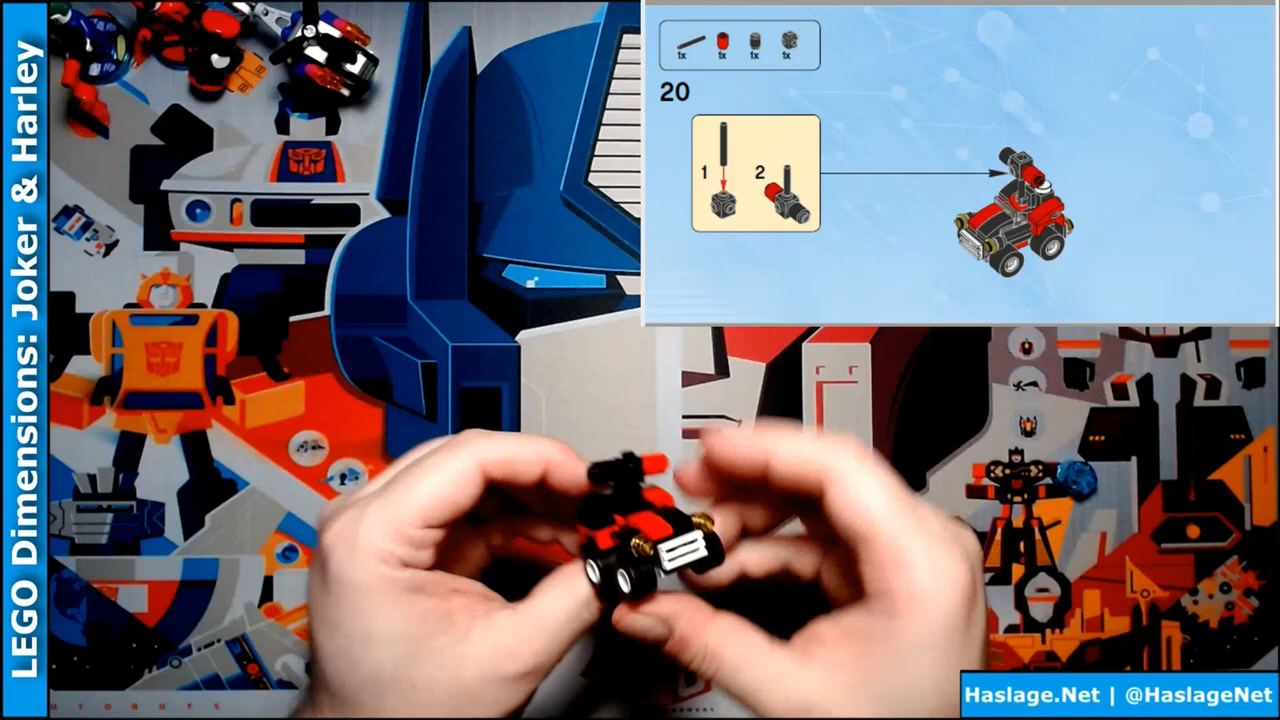 LEGO Dimensions: Joker & Harley
1x 1x 1x 1x
20
1 2
Haslage.Net | @HaslageNet